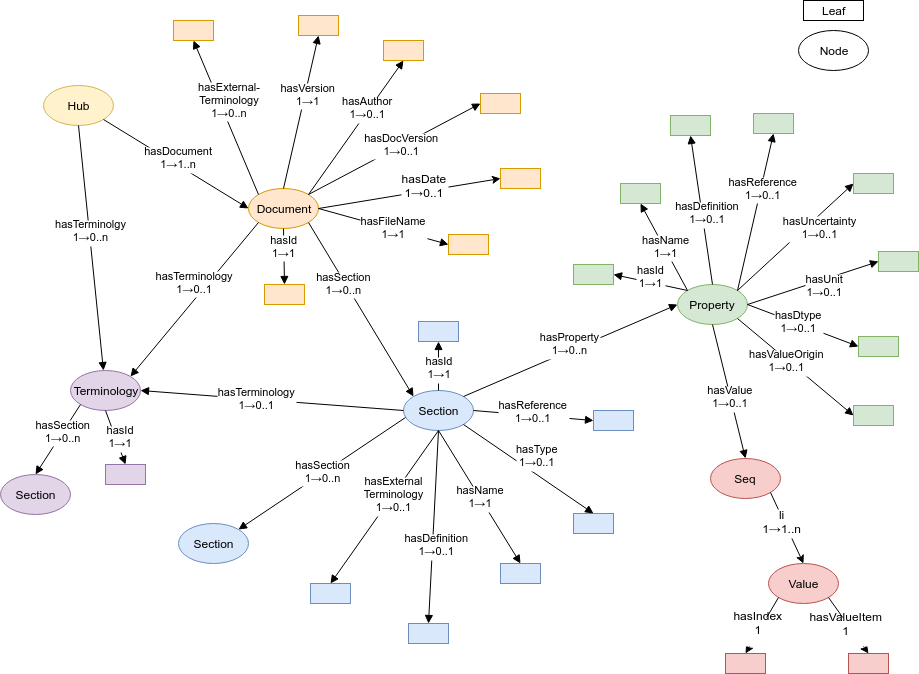 Leaf
Node
hasExternal-
Terminology
1→0..n
hasVersion
1→1
hasAuthor
1→0..1
Hub
hasDocument
1→1..n
hasDocVersion
1→0..1
hasDate
1→0..1
Document
hasFileName
1→1
hasTerminolgy
1→0..n
hasId
1→1
hasTerminology
1→0..1
hasSection
1→0..n
hasReference
1→0..1
hasDefinition
1→0..1
hasUncertainty
1→0..1
hasName
1→1
hasId
1→1
hasUnit
1→0..1
Property
hasDtype
1→0..1
hasProperty
1→0..n
hasValueOrigin
1→0..1
hasValue
1→0..1
hasId
1→1
Terminology
hasTerminology
1→0..1
Section
hasReference
1→0..1
hasSection
1→0..n
hasId
1→1
Section
hasSection
1→0..n
hasExternal
Terminology
1→0..1
hasType
1→0..1
hasName
1→1
Seq
li
1→1..n
Section
hasDefinition
1→0..1
Value
hasIndex
1
hasValueItem
1